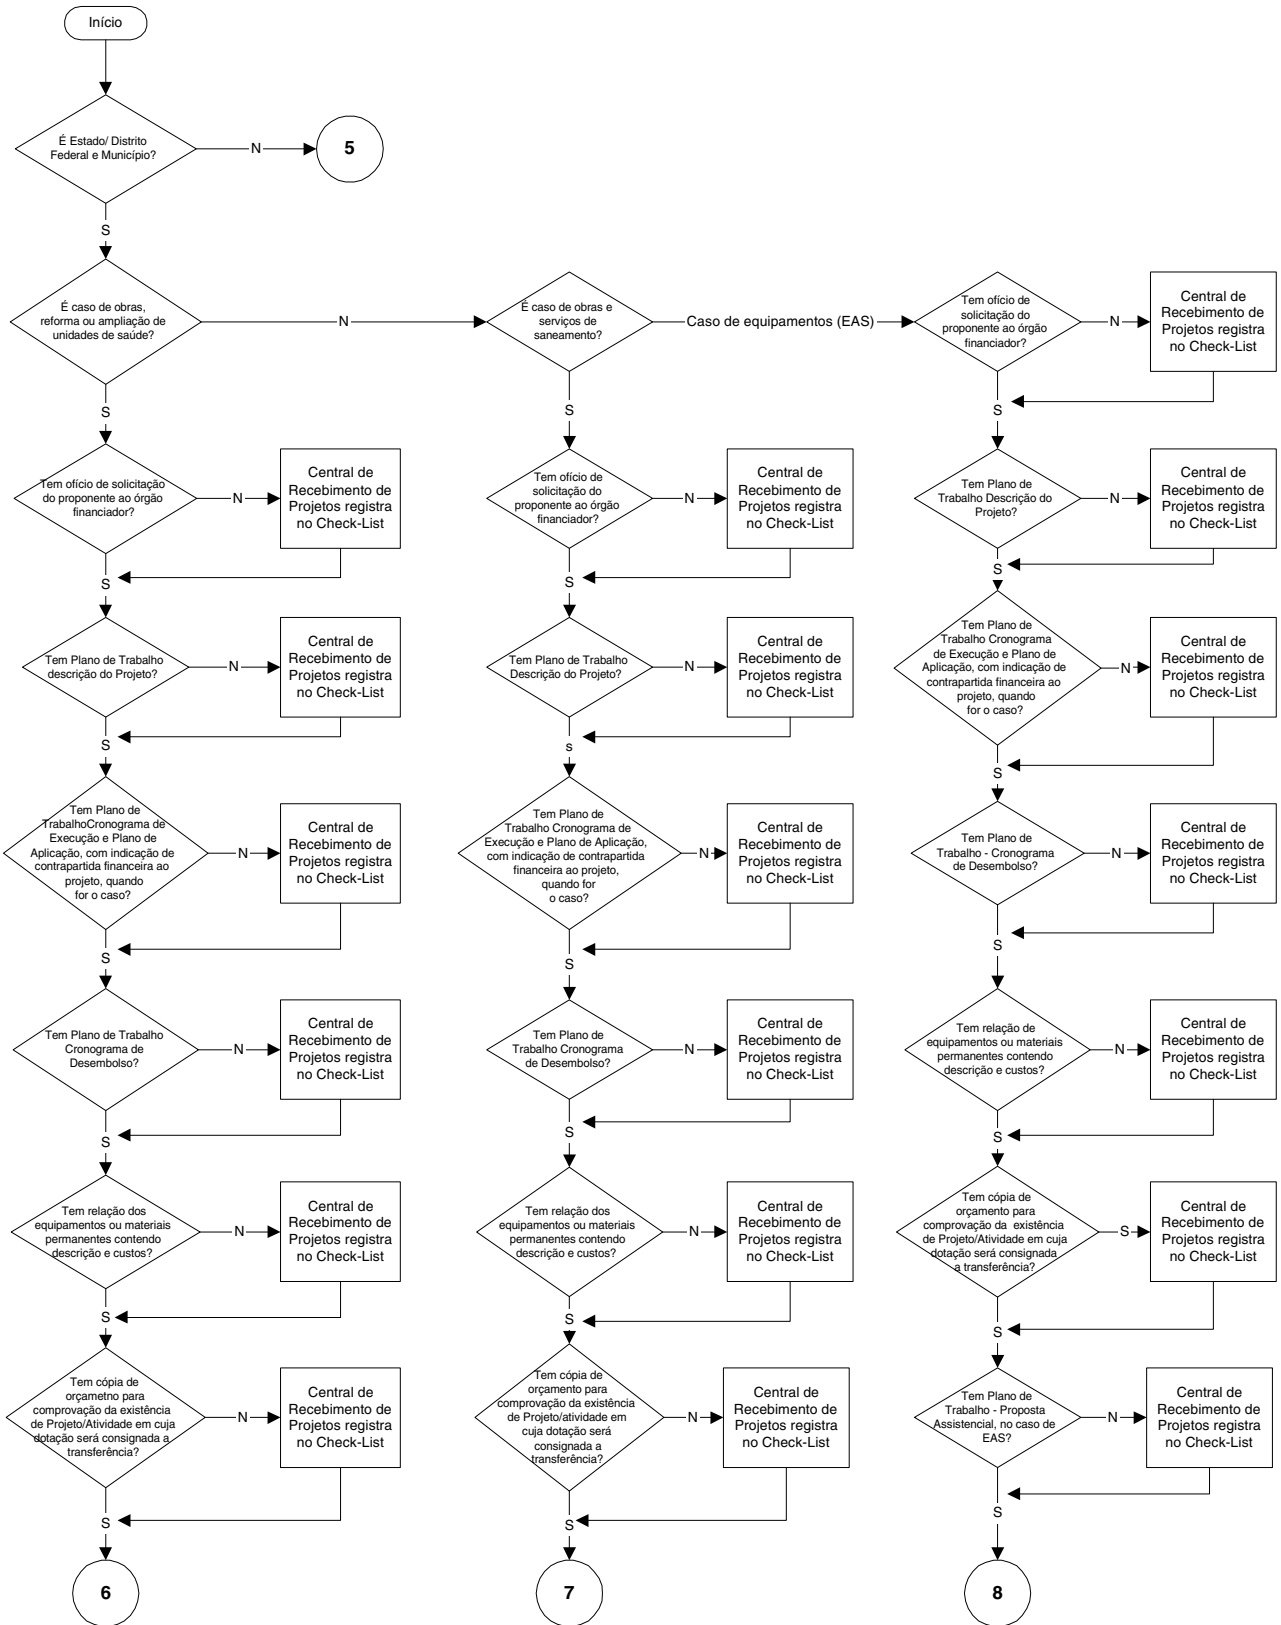 Início
É Estado/ Distrito
Federal e Município?
N
5
S
É caso de obras,
reforma ou ampliação de
unidades de saúde?
N
É caso de obras e
serviços de
saneamento?
Caso de equipamentos (EAS)
Tem ofício de
solicitação do
proponente ao órgão
financiador?
N
Central de
Recebimento de
Projetos registra
no Check-List
S
S
S
Tem ofício de solicitação
do proponente ao órgão
financiador?
N
Central de
Recebimento de
Projetos registra
no Check-List
Tem ofício de
solicitação do
proponente ao órgão
financiador?
N
Central de
Recebimento de
Projetos registra
no Check-List
Tem Plano de
Trabalho Descrição do
Projeto?
N
Central de
Recebimento de
Projetos registra
no Check-List
S
S
S
Tem Plano de Trabalho
descrição do Projeto?
N
Central de
Recebimento de
Projetos registra
no Check-List
Tem Plano de Trabalho
Descrição do Projeto?
N
Central de
Recebimento de
Projetos registra
no Check-List
Tem Plano de
Trabalho Cronograma
de Execução e Plano de
Aplicação, com indicação de
contrapartida financeira ao
projeto, quando
for o caso?
N
Central de
Recebimento de
Projetos registra
no Check-List
S
s
S
Tem Plano de
TrabalhoCronograma de
Execução e Plano de
Aplicação, com indicação de
contrapartida financeira ao
projeto, quando
for o caso?
N
Central de
Recebimento de
Projetos registra
no Check-List
Tem Plano de
Trabalho Cronograma de
Execução e Plano de Aplicação,
com indicação de contrapartida
financeira ao projeto,
quando for
o caso?
N
Central de
Recebimento de
Projetos registra
no Check-List
Tem Plano de
Trabalho - Cronograma
de Desembolso?
N
Central de
Recebimento de
Projetos registra
no Check-List
S
S
S
Tem Plano de Trabalho
Cronograma de
Desembolso?
N
Central de
Recebimento de
Projetos registra
no Check-List
Tem Plano de
Trabalho Cronograma
de Desembolso?
N
Central de
Recebimento de
Projetos registra
no Check-List
Tem relação de
equipamentos ou materiais
permanentes contendo
descrição e custos?
N
Central de
Recebimento de
Projetos registra
no Check-List
S
S
S
Tem relação dos
equipamentos ou materiais
permanentes contendo
descrição e custos?
N
Central de
Recebimento de
Projetos registra
no Check-List
Tem relação dos
equipamentos ou materiais
permanentes contendo
descrição e custos?
N
Central de
Recebimento de
Projetos registra
no Check-List
Tem cópia de
orçamento para
comprovação da existência
de Projeto/Atividade em cuja
dotação será consignada
a transferência?
S
Central de
Recebimento de
Projetos registra
no Check-List
S
S
S
Tem cópia de
orçametno para
comprovação da existência
de Projeto/Atividade em cuja
dotação será consignada a
transferência?
N
Central de
Recebimento de
Projetos registra
no Check-List
Tem cópia de
orçamento para
comprovação da existência
de Projeto/atividade em
cuja dotação será
consignada a
transferência?
N
Central de
Recebimento de
Projetos registra
no Check-List
Tem Plano de
Trabalho - Proposta
Assistencial, no caso de
EAS?
N
Central de
Recebimento de
Projetos registra
no Check-List
S
S
S
6
7
8